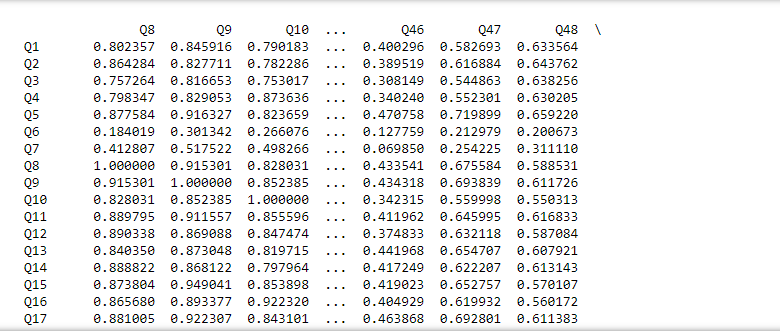 Q8 Q9 Q10 ... Q46 Q47 Q48 \
Q1 0.802357 0.845916 0.790183 ... 0.400296 0.582693 0.633564
Q2 0.864284 0.827711 0.782286 ... 0.389519 0.616884 0.643762
Q3 0.757264 0.816653 0.753017 ... 0.308149 0.544863 0.638256
Q4 0.798347 0.829053 0.873636 ... 0.340240 0.552301 0.630205
Q5 0.877584 0.916327 0.823659 ... 0.470758 0.719899 0.659220
Q6 0.184019 0.301342 0.266076 ... 0.127759 0.212979 0.200673
Q7 0.412807 0.517522 0.498266 ... 0.069850 0.254225 0.311110
Q8 1.000000 0.915301 0.828031 ... 0.433541 0.675584 0.588531
Q9 0.915301 1.000000 0.852385 ... 0.434318 0.693839 0.611726
Q10 0.828031 0.852385 1.000000 ... 0.342315 0.559998 0.550313
Q11 0.889795 0.911557 0.855596 ... 0.411962 0.645995 0.616833
Q12 0.890338 0.869088 0.847474 ... 0.374833 0.632118 0.587084
Q13 0.840350 0.873048 0.819715 ... 0.441968 0.654707 0.607921
Q14 0.888822 0.868122 0.797964 ... 0.417249 0.622207 0.613143
Q15 0.873804 0.949041 0.853898 ... 0.419023 0.652757 0.570107
Q16 0.865680 0.893377 0.922320 ... 0.404929 0.619932 0.560172
Q17 0.881005 0.922307 0.843101 ... 0.463868 0.692801 0.611383